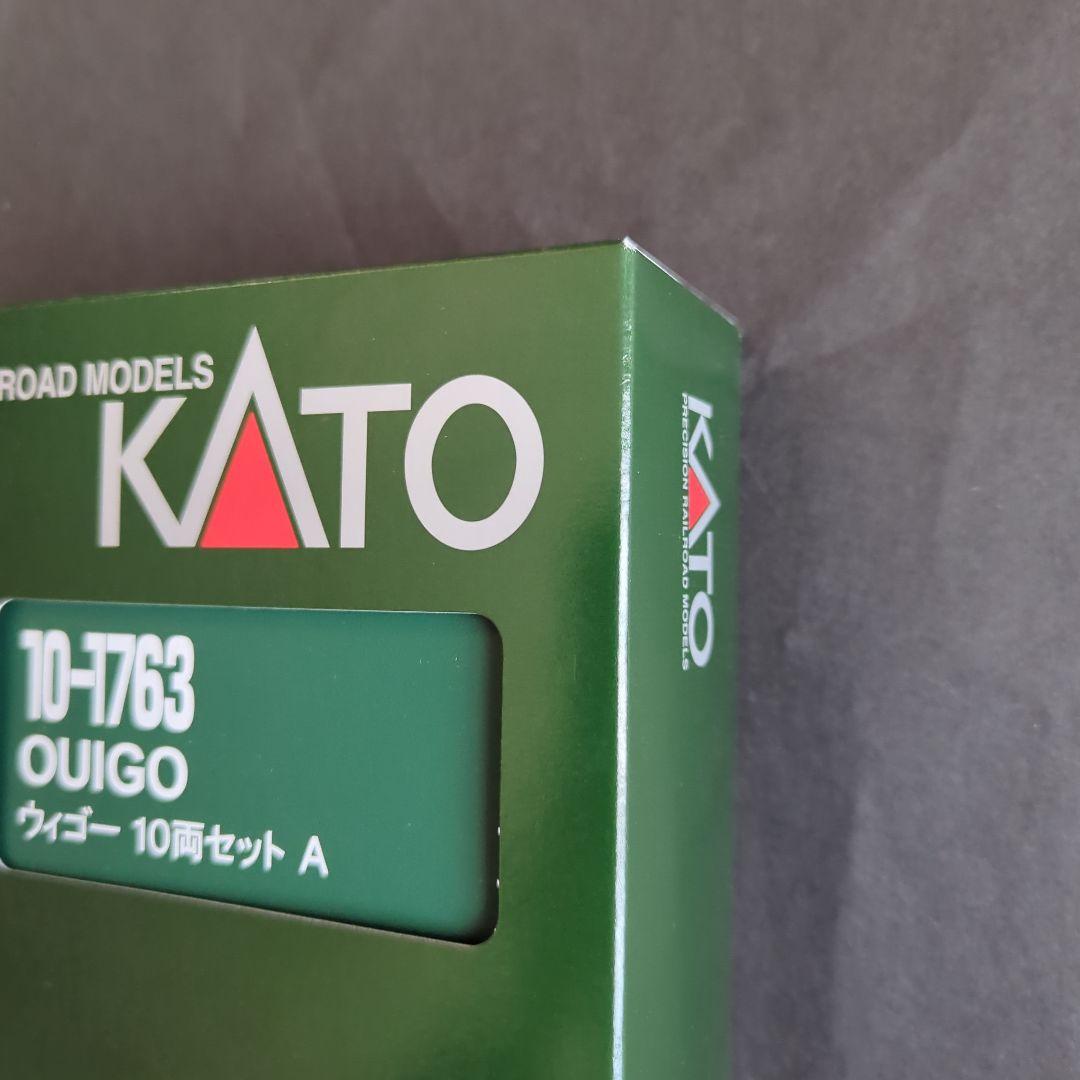 ROAD MODELS
KATO
10-1763
OUIGO
ウィゴー 10両セット A
KATO
PRECISION RAILROAD MODELS